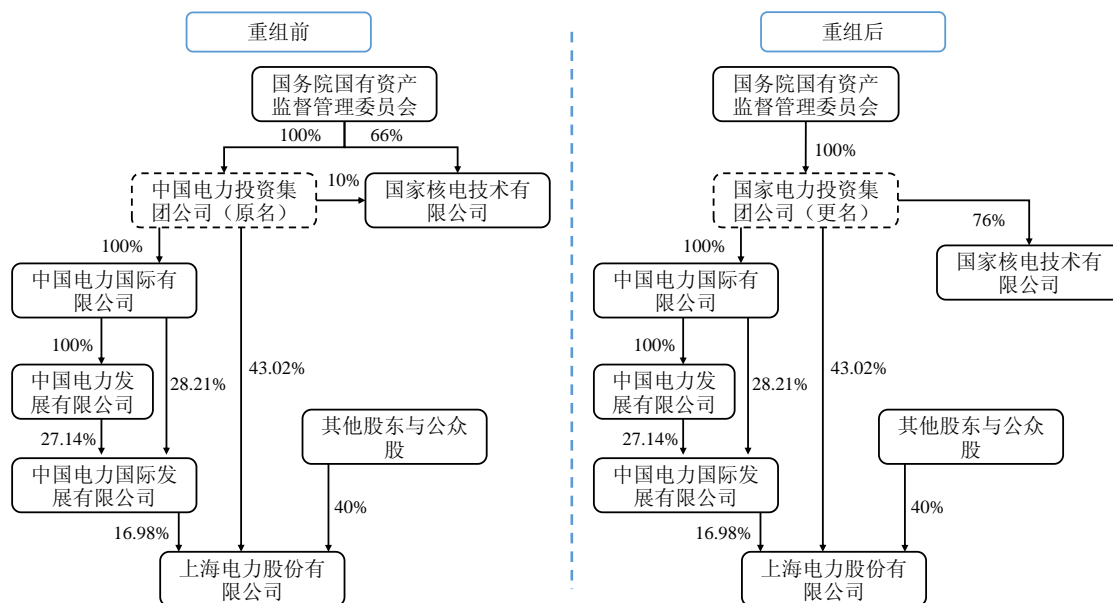 重组前
国务院国有资产
监督管理委员会
100%
66%
中国电力投资集
团公司（原名）
10%
国家核电技术有
限公司
100%
中国电力国际有
限公司
100%
28.21%
43.02%
中国电力发
展有限公司
27.14%
其他股东与公众
股
中国电力国际发
展有限公司
16.98%
40%
上海电力股份有
限公司
重组后
国务院国有资产
监督管理委员会
100%
国家电力投资集
团公司（更名）
76%
国家核电技术有
限公司
100%
中国电力国际有
限公司
100%
28.21%
43.02%
中国电力发
展有限公司
27.14%
其他股东与公众
股
中国电力国际发
展有限公司
16.98%
40%
上海电力股份有
限公司